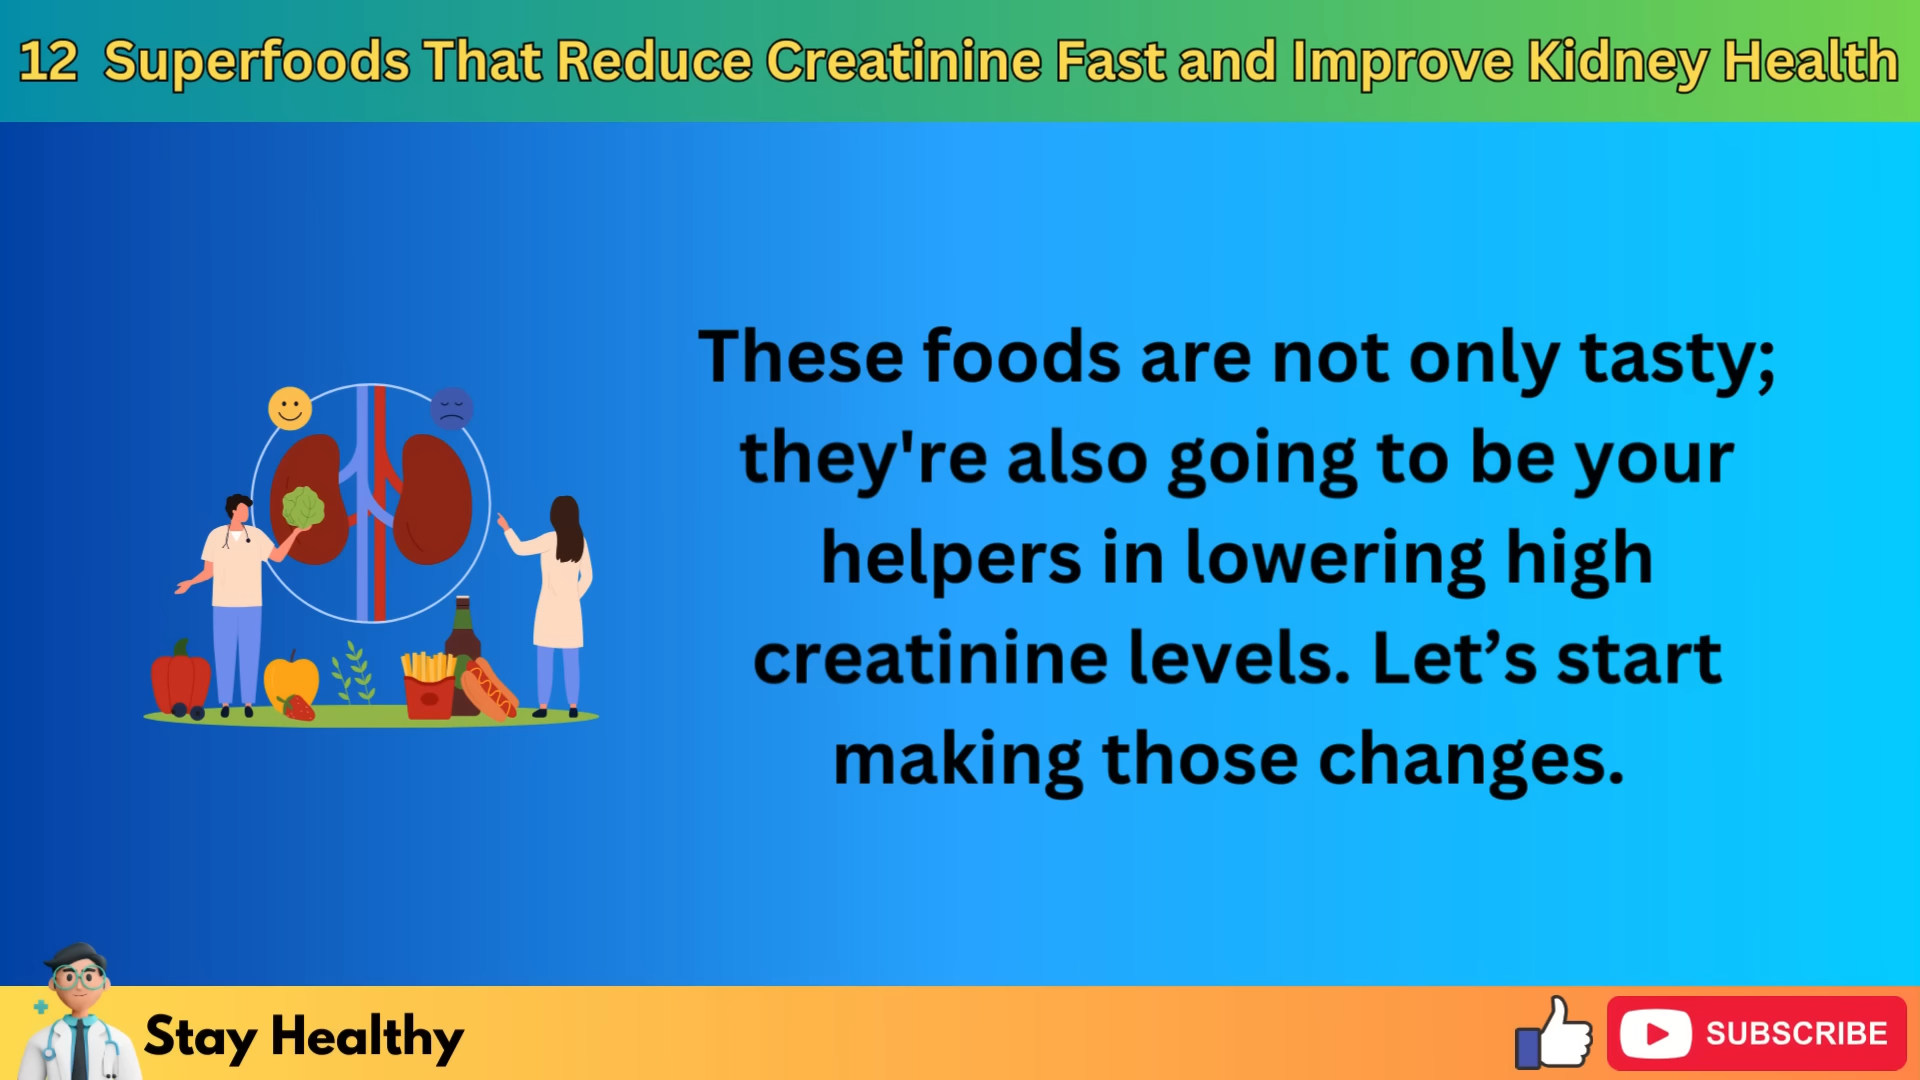 12 Superfoods That Reduce Creatinine Fast and Improve Kidney Health
These foods are not only tasty;
they're also going to be your
helpers in lowering high
creatinine levels. Let’s start
making those changes.
Stay Healthy
SUBSCRIBE